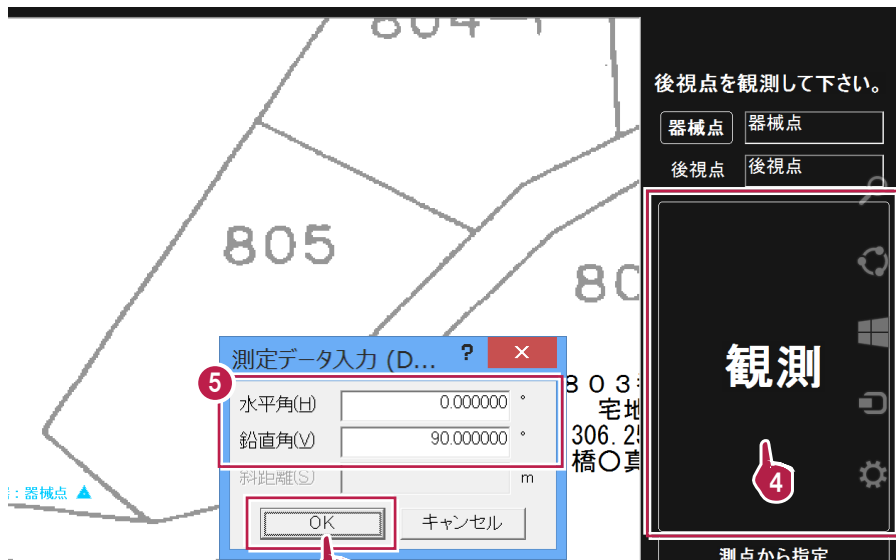 804-1
後視点を観測して下さい。
器械点 器械点
後視点 後視点
805
80
観測
測定データ入力 (D... ? ×
5
水平角(H) 0.000000 °
鉛直角(V) 90.000000 °
斜距離(S) m
OK キャンセル
803
宅地
306.25
橋〇真
：器械点
4
測点から指定